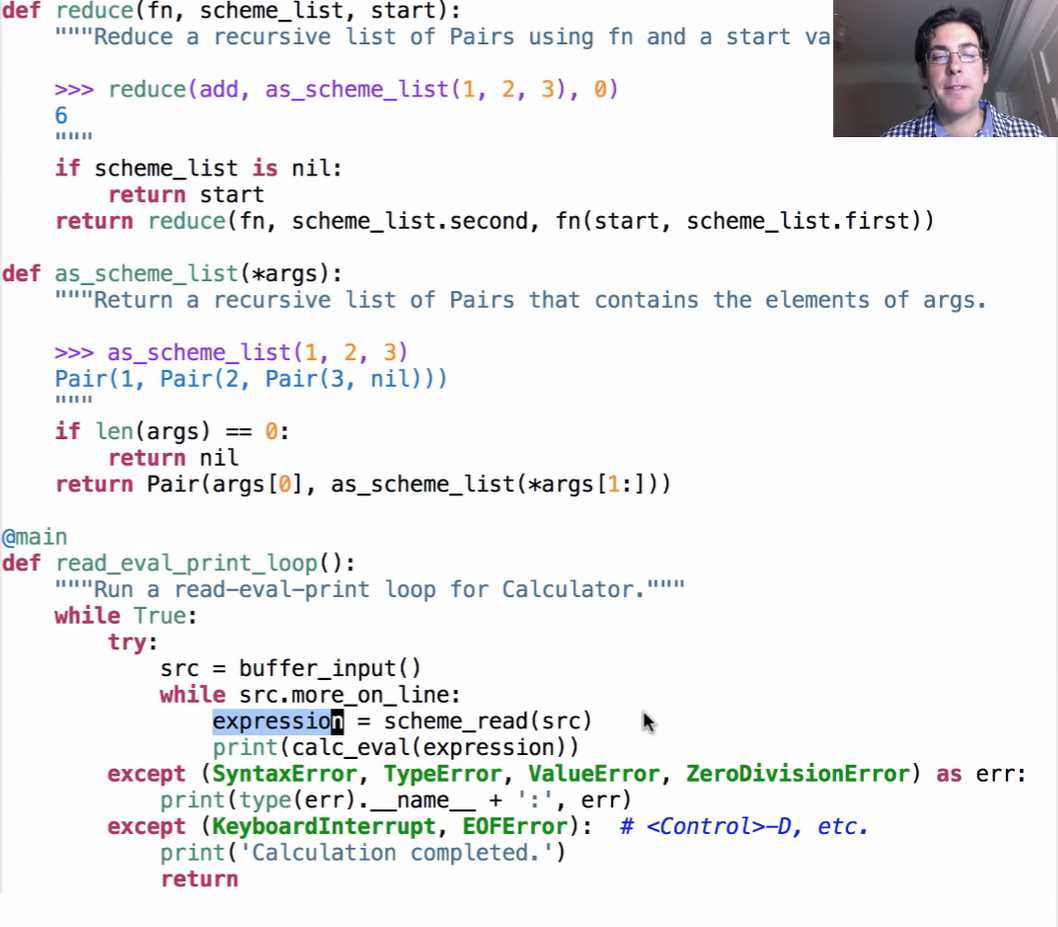 def reduce(fn, scheme_list, start):
    """Reduce a recursive list of Pairs using fn and a start va
    >>> reduce(add, as_scheme_list(1, 2, 3), 0)
    6
    """
    if scheme_list is nil:
        return start
    return reduce(fn, scheme_list.second, fn(start, scheme_list.first))
def as_scheme_list(*args):
    """Return a recursive list of Pairs that contains the elements of args.
    >>> as_scheme_list(1, 2, 3)
    Pair(1, Pair(2, Pair(3, nil)))
    """
    if len(args) == 0:
        return nil
    return Pair(args[0], as_scheme_list(*args[1:]))
@main
def read_eval_print_loop():
    """Run a read-eval-print loop for Calculator."""
    while True:
        try:
            src = buffer_input()
            while src.more_on_line:
                expression = scheme_read(src)
                print(calc_eval(expression))
        except (SyntaxError, TypeError, ValueError, ZeroDivisionError) as err:
            print(type(err).__name__ + ':', err)
        except (KeyboardInterrupt, EOFError):  # <Control>-D, etc.
            print('Calculation completed.')
            return